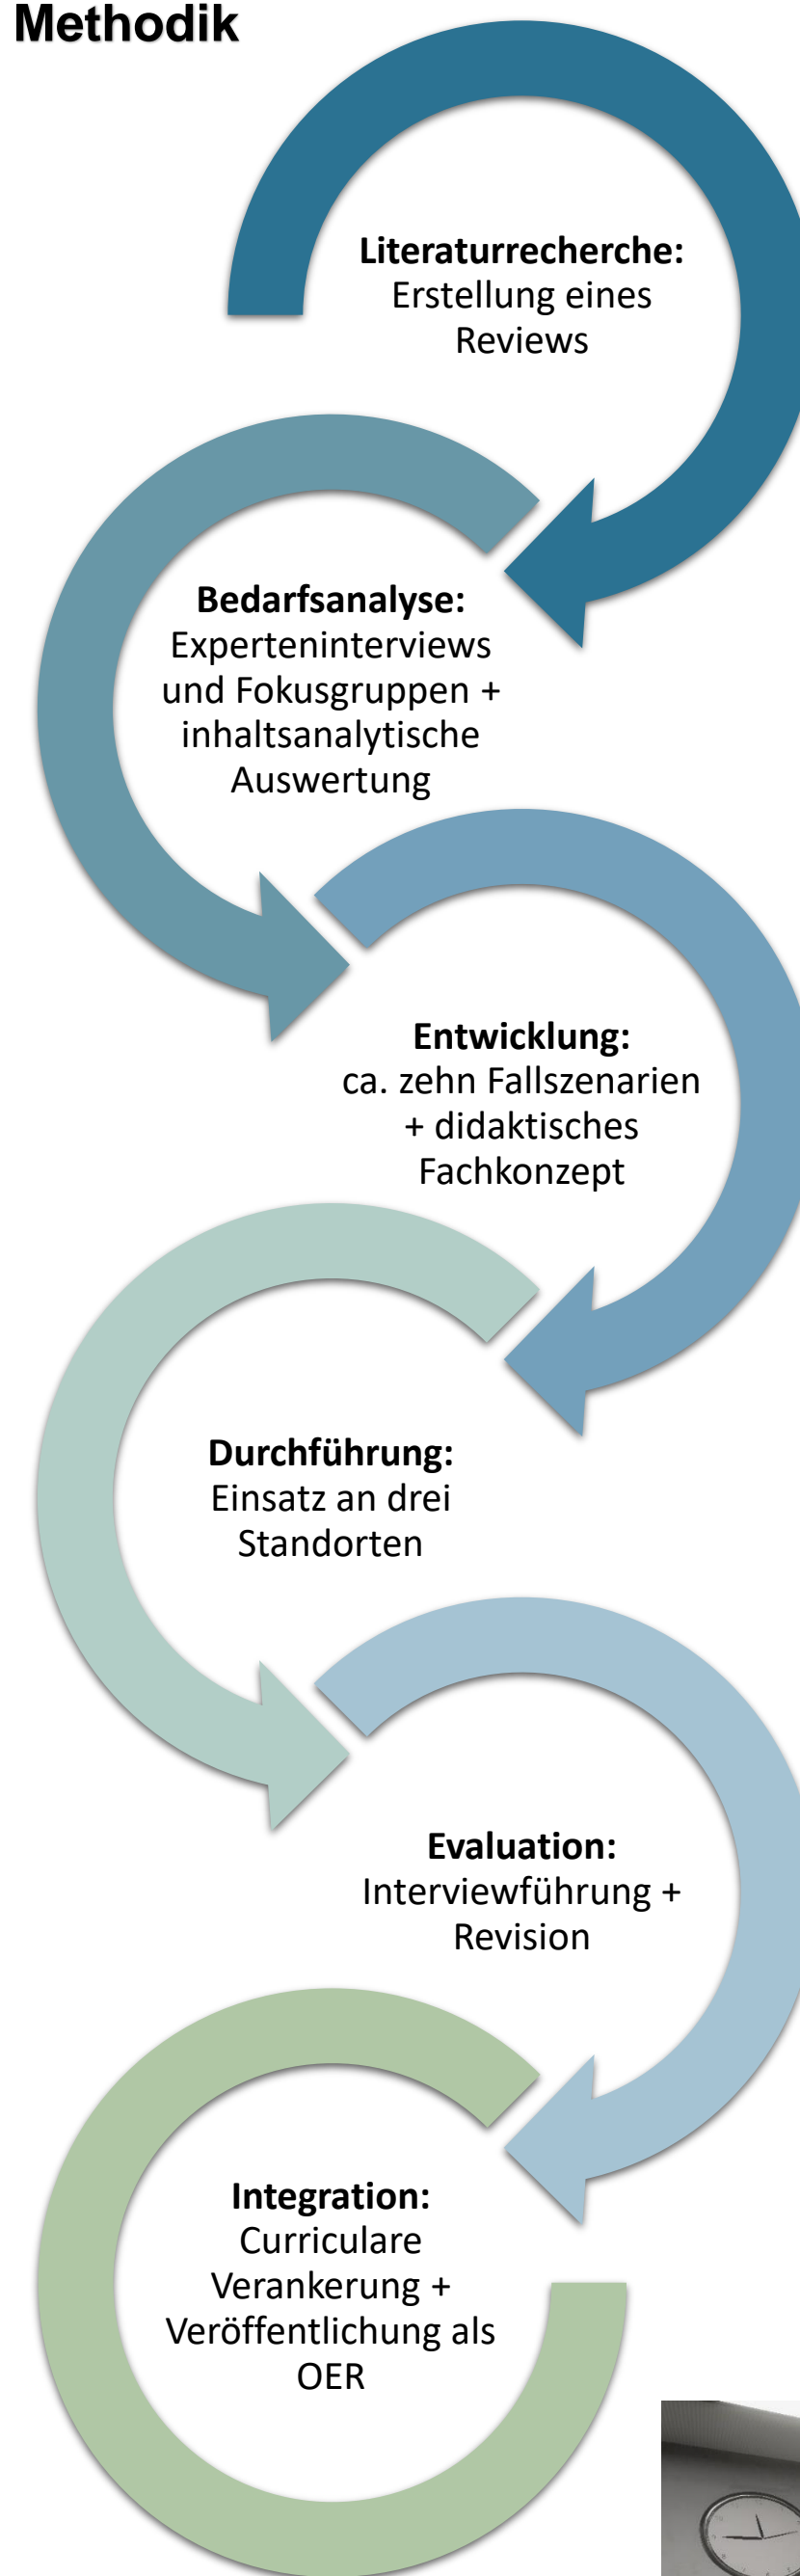 Methodik
Literaturrecherche:
Erstellung eines
Reviews
Bedarfsanalyse:
Experteninterviews
und Fokusgruppen +
inhaltsanalytische
Auswertung
Entwicklung:
ca. zehn Fallszenarien
+ didaktisches
Fachkonzept
Durchführung:
Einsatz an drei
Standorten
Evaluation:
Interviewführung +
Revision
Integration:
Curriculare
Verankerung +
Veröffentlichung als
OER